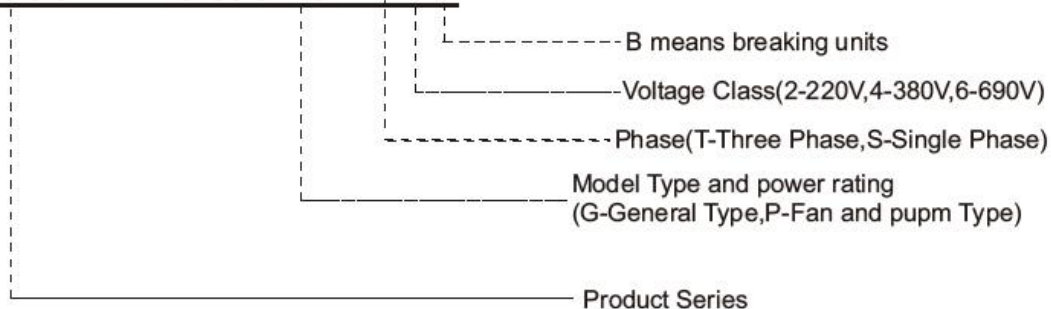 B means breaking units
Voltage Class(2-220V,4-380V,6-690V)
Phase(T-Three Phase,S-Single Phase)
Model Type and power rating
(G-General Type,P-Fan and pupm Type)
Product Series